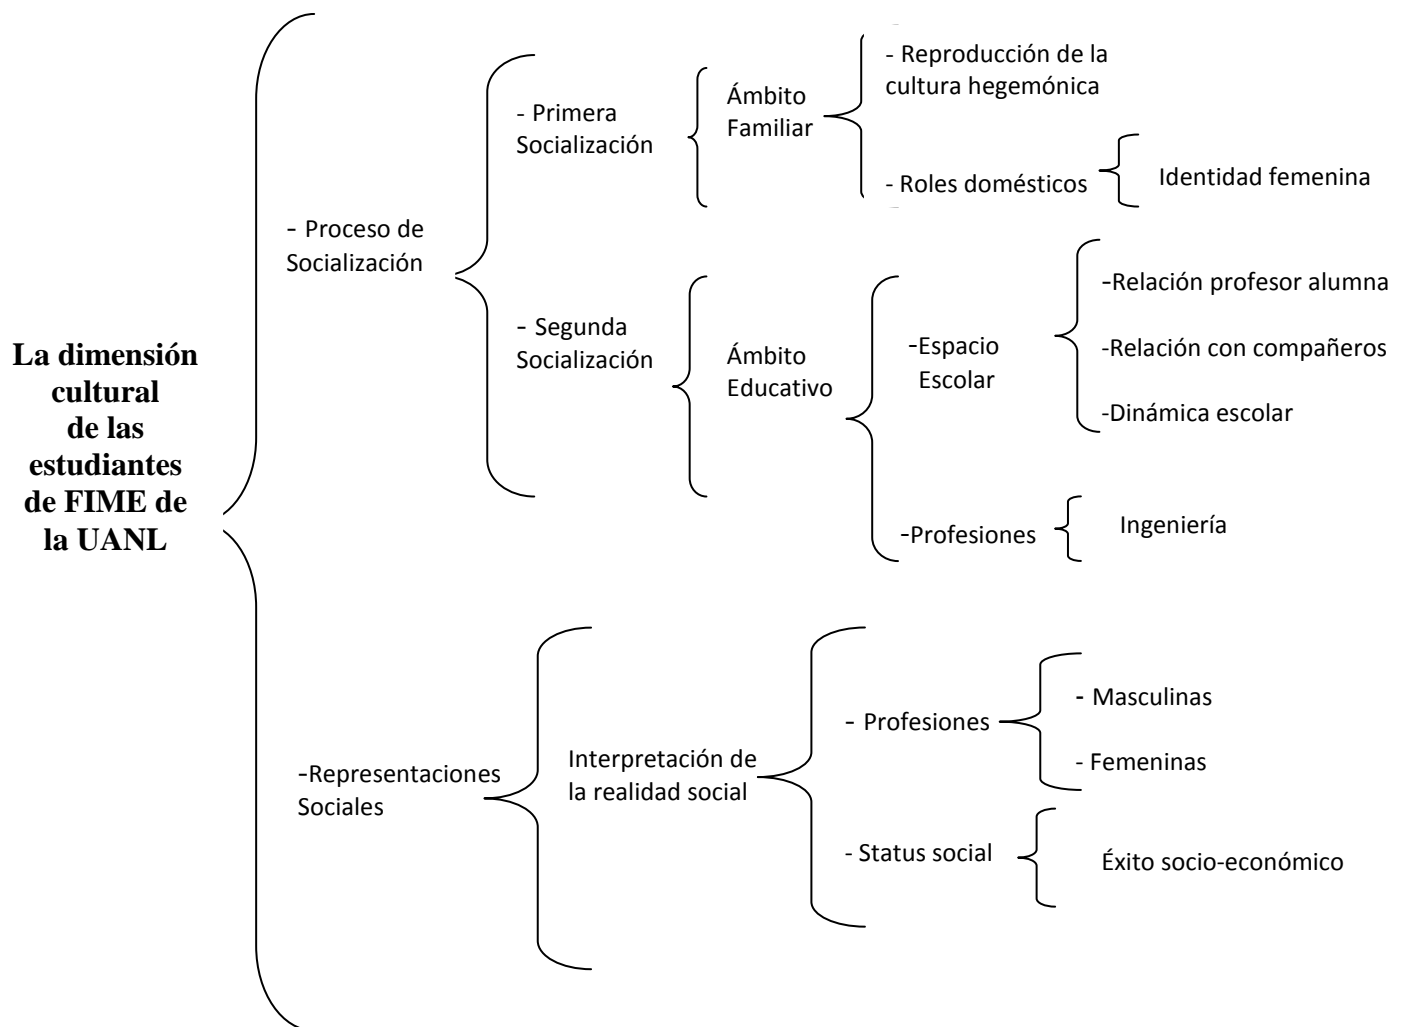 La dimensión
cultural
de las
estudiantes
de FIME de
la UANL
- Proceso de
Socialización
- Primera
Socialización
Ámbito
Familiar
- Reproducción de la
cultura hegemónica
- Roles domésticos
Identidad femenina
- Segunda
Socialización
Ámbito
Educativo
-Espacio
Escolar
-Relación profesor alumna
-Relación con compañeros
-Dinámica escolar
-Profesiones
Ingeniería
-Representaciones
Sociales
Interpretación de
la realidad social
- Profesiones
- Masculinas
- Femeninas
- Status social
Éxito socio-económico